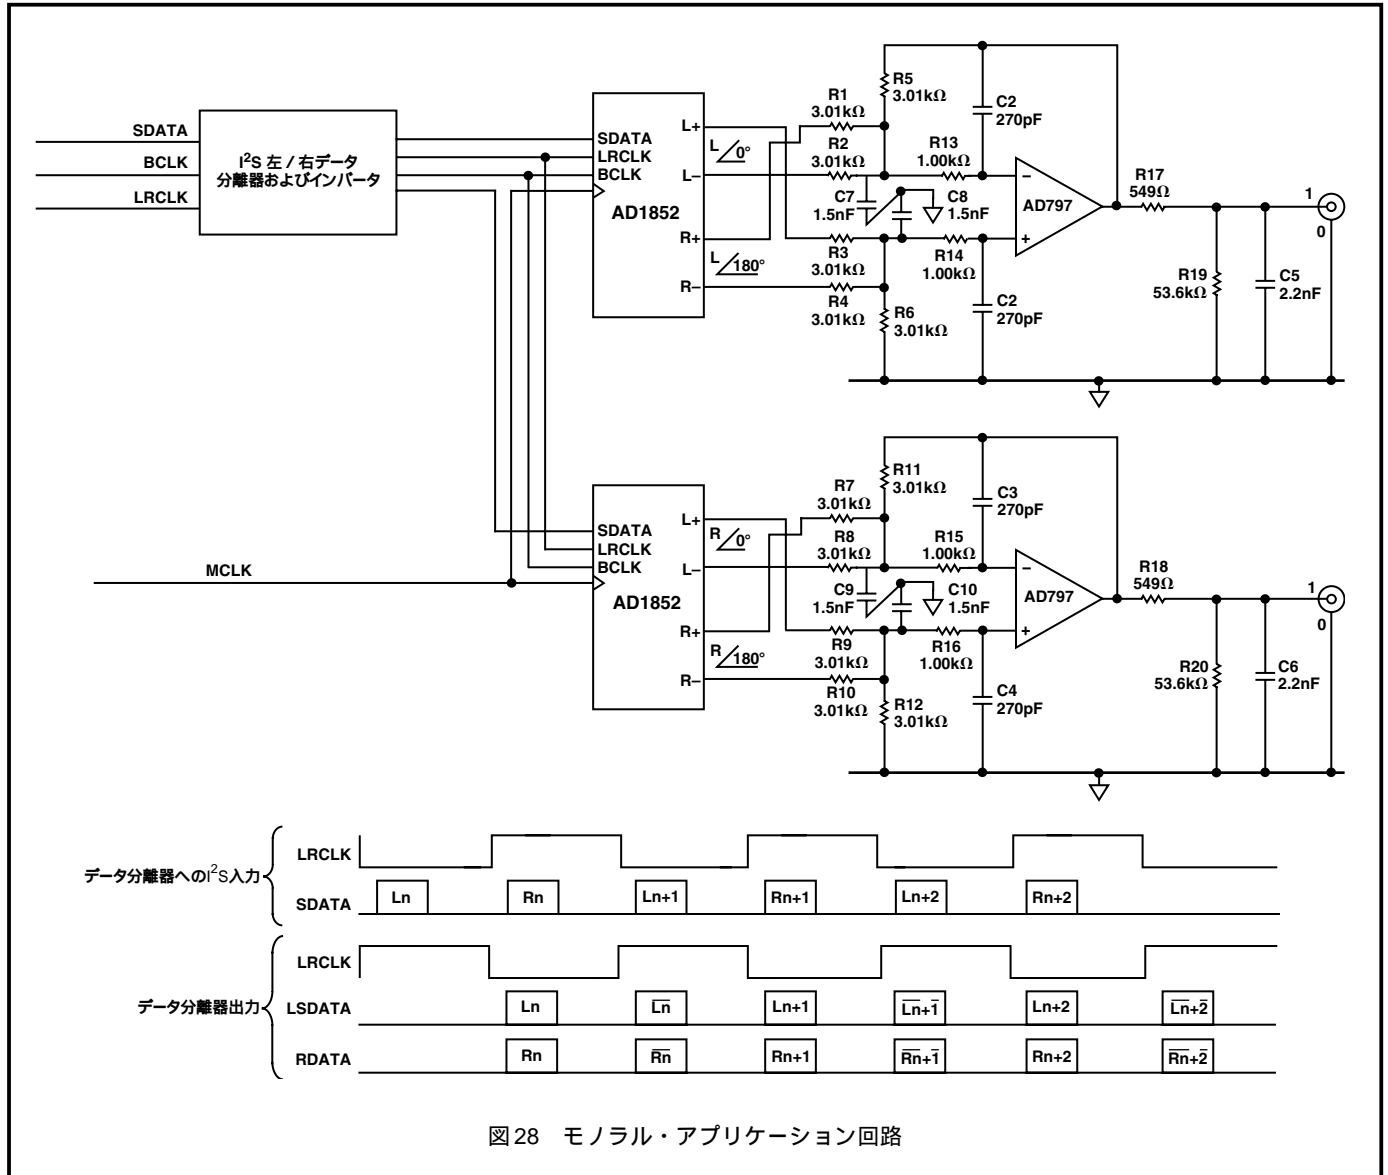 SDATA
BCLK
LRCLK
I²S 左 / 右データ
分離器およびインバータ
SDATA
LRCLK
BCLK
AD1852
L+
L–
R+
R–
L 0°
L 180°
R1
3.01kΩ
R2
3.01kΩ
R3
3.01kΩ
R4
3.01kΩ
R5
3.01kΩ
R6
3.01kΩ
C7
1.5nF
C8
1.5nF
R13
1.00kΩ
R14
1.00kΩ
C2
270pF
C2
270pF
–
+
AD797
R17
549Ω
R19
53.6kΩ
C5
2.2nF
1
0
MCLK
SDATA
LRCLK
BCLK
AD1852
L+
L–
R+
R–
R 0°
R 180°
R7
3.01kΩ
R8
3.01kΩ
R9
3.01kΩ
R10
3.01kΩ
R11
3.01kΩ
R12
3.01kΩ
C9
1.5nF
C10
1.5nF
R15
1.00kΩ
R16
1.00kΩ
C3
270pF
C4
270pF
–
+
AD797
R18
549Ω
R20
53.6kΩ
C6
2.2nF
1
0
データ分離器へのI²S入力
LRCLK
SDATA Ln Rn Ln+1 Rn+1 Ln+2 Rn+2
データ分離器出力
LRCLK
LSDATA Ln L̅n̅ Ln+1 L̅n̅+1̅ Ln+2 L̅n̅+2̅
RDATA Rn R̅n̅ Rn+1 R̅n̅+1̅ Rn+2 R̅n̅+2̅
図28 モノラル・アプリケーション回路